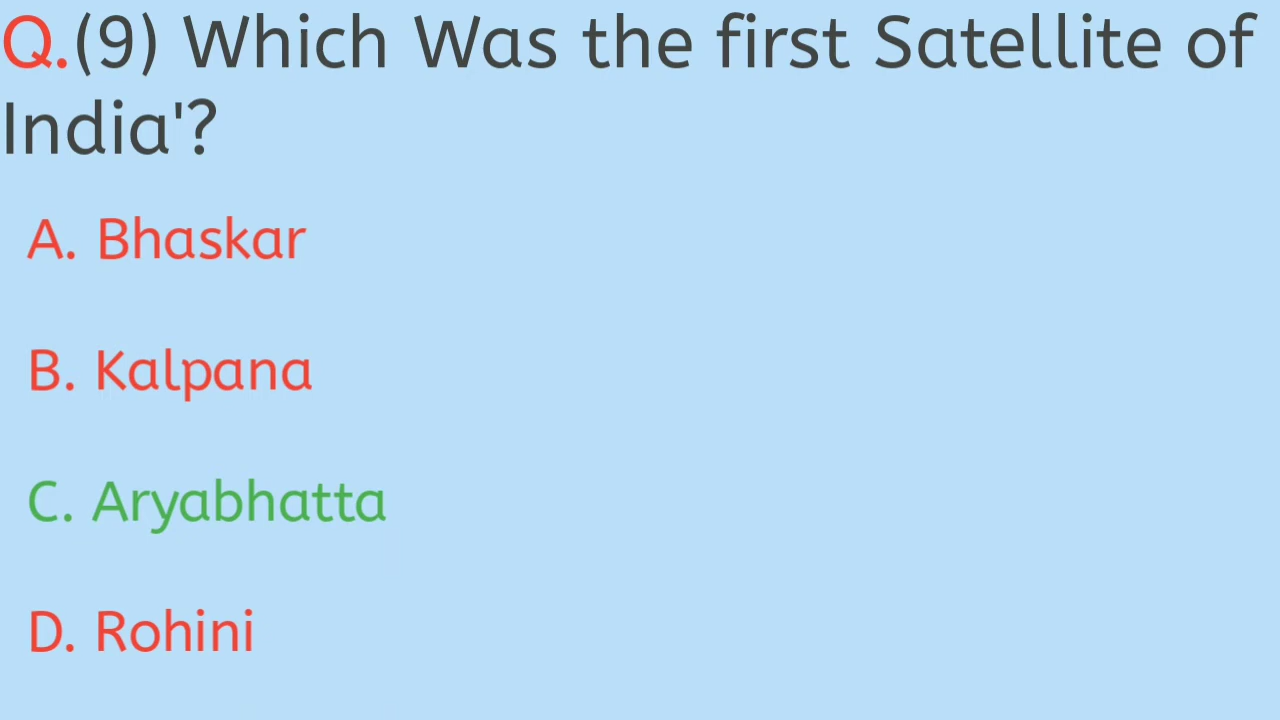 Q.(9) Which Was the first Satellite of
India'?
A. Bhaskar
B. Kalpana
C. Aryabhatta
D. Rohini